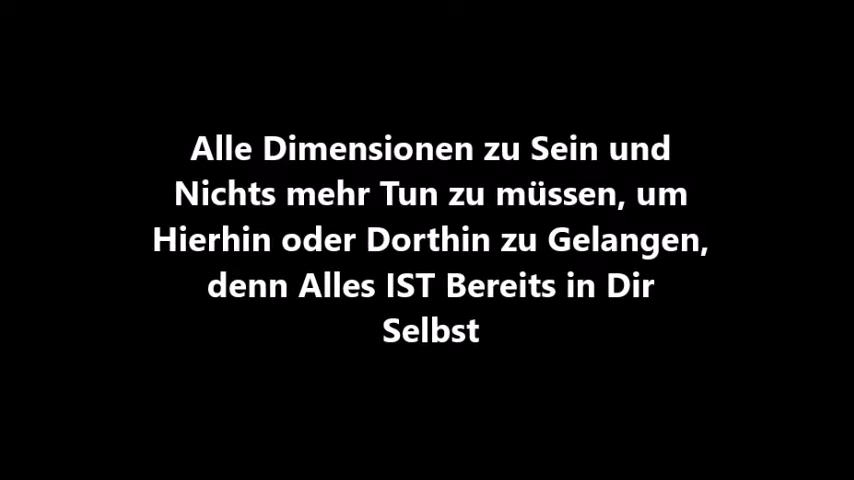 Alle Dimensionen zu Sein und
Nichts mehr Tun zu müssen, um
Hierhin oder Dorthin zu Gelangen,
denn Alles IST Bereits in Dir
Selbst